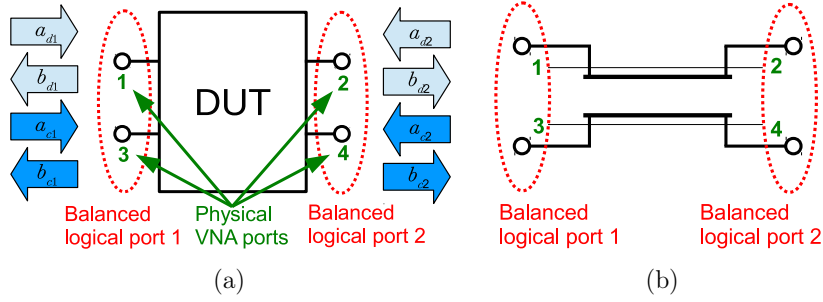 a_d1
b_d1
a_c1
b_c1
1
3
DUT
2
4
a_d2
b_d2
a_c2
b_c2
Balanced
logical port 1
Physical
VNA ports
Balanced
logical port 2
(a)
1
2
3
4
Balanced
logical port 1
Balanced
logical port 2
(b)